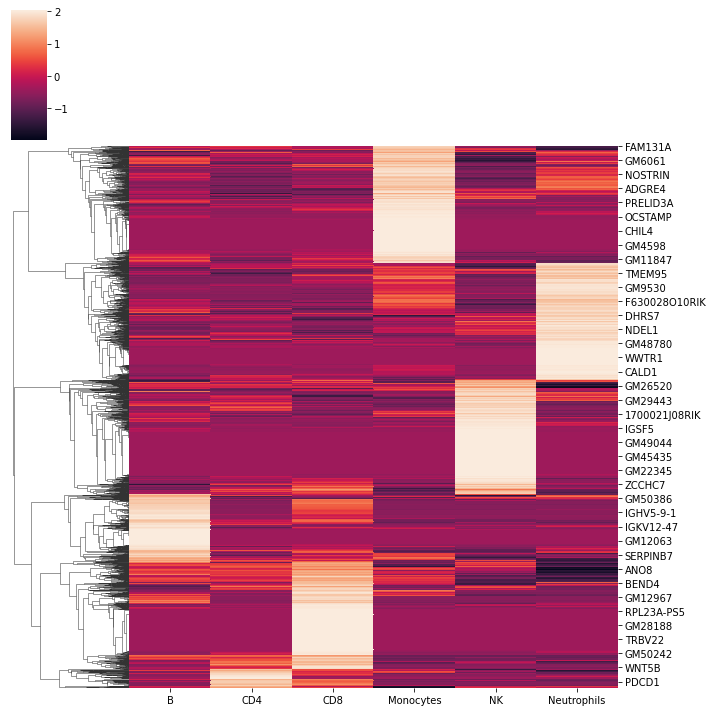 2
1
0
−1
FAM131A
GM6061
NOSTRIN
ADGRE4
PRELID3A
OCSTAMP
CHIL4
GM4598
GM11847
TMEM95
GM9530
F630028O10RIK
DHRS7
NDEL1
GM48780
WWTR1
CALD1
GM26520
GM29443
1700021J08RIK
IGSF5
GM49044
GM45435
GM22345
ZCCHC7
GM50386
IGHV5-9-1
IGKV12-47
GM12063
SERPINB7
ANO8
BEND4
GM12967
RPL23A-PS5
GM28188
TRBV22
GM50242
WNT5B
PDCD1
B CD4 CD8 Monocytes NK Neutrophils